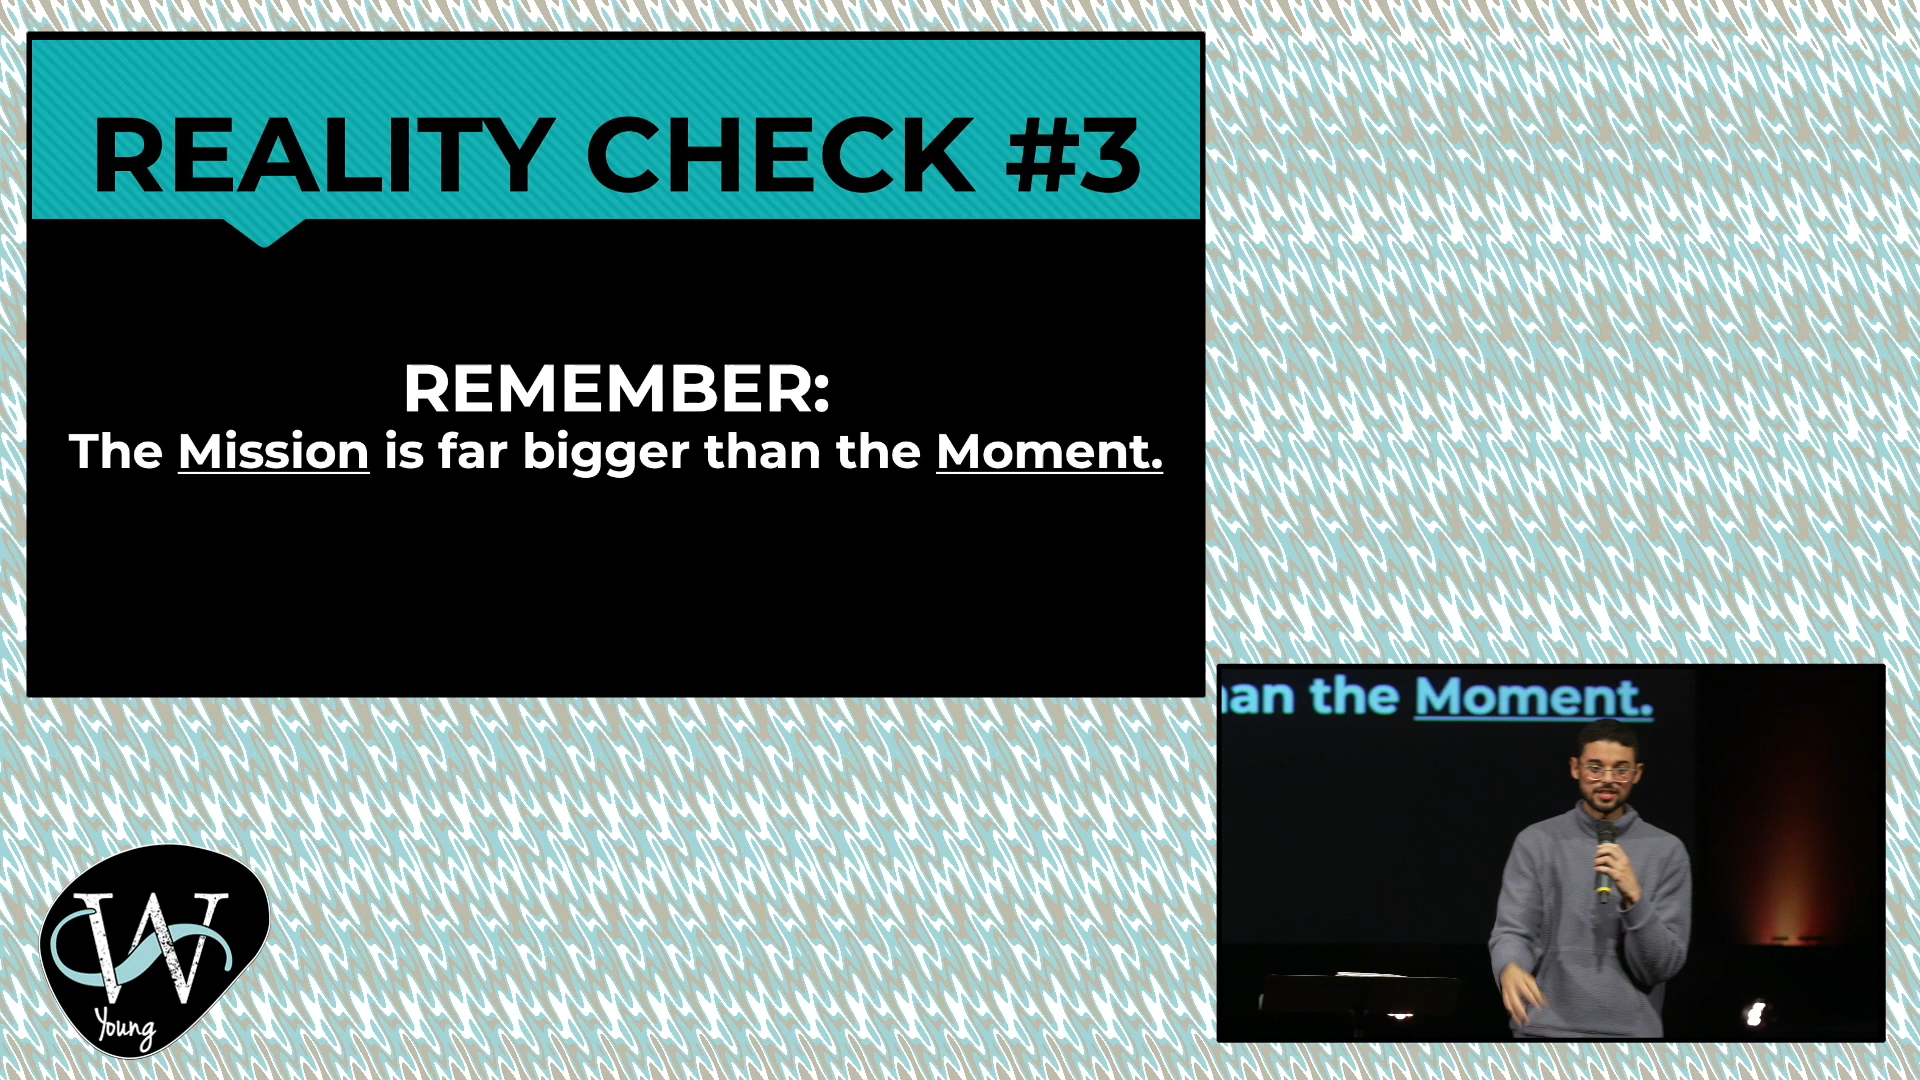 REALITY CHECK #3
REMEMBER:
The Mission is far bigger than the Moment.
an the Moment.
W
Young